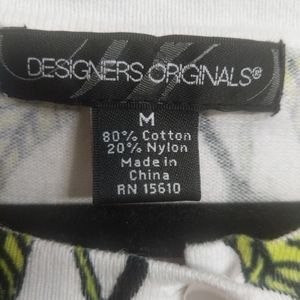 DESIGNERS ORIGINALS®
M
80% Cotton
20% Nylon
Made in
China
RN 15610